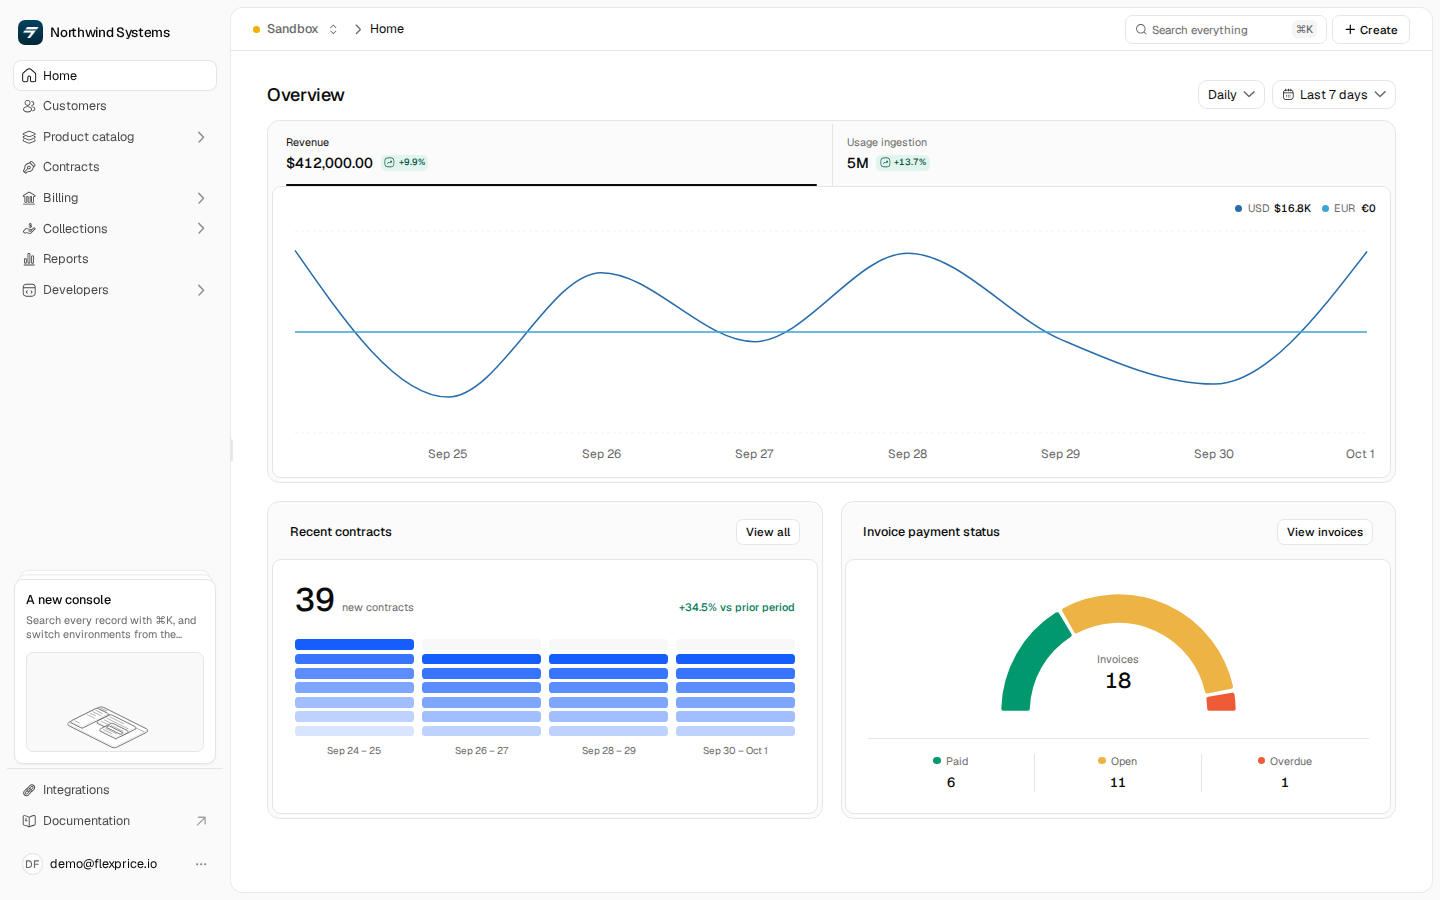 Northwind Systems
Home
Customers
Product catalog
Contracts
Billing
Collections
Reports
Developers
A new console
Search every record with ⌘K, and
switch environments from the...
Integrations
Documentation
DF demo@flexprice.io
Sandbox Home
Search everything ⌘K
Create
Overview
Daily Last 7 days
Revenue
$412,000.00 +9.9%
Usage ingestion
5M +13.7%
USD $16.8K EUR €0
Sep 25 Sep 26 Sep 27 Sep 28 Sep 29 Sep 30 Oct 1
Recent contracts
View all
39 new contracts
+34.5% vs prior period
Sep 24 – 25 Sep 26 – 27 Sep 28 – 29 Sep 30 – Oct 1
Invoice payment status
View invoices
Invoices
18
Paid Open Overdue
6 11 1